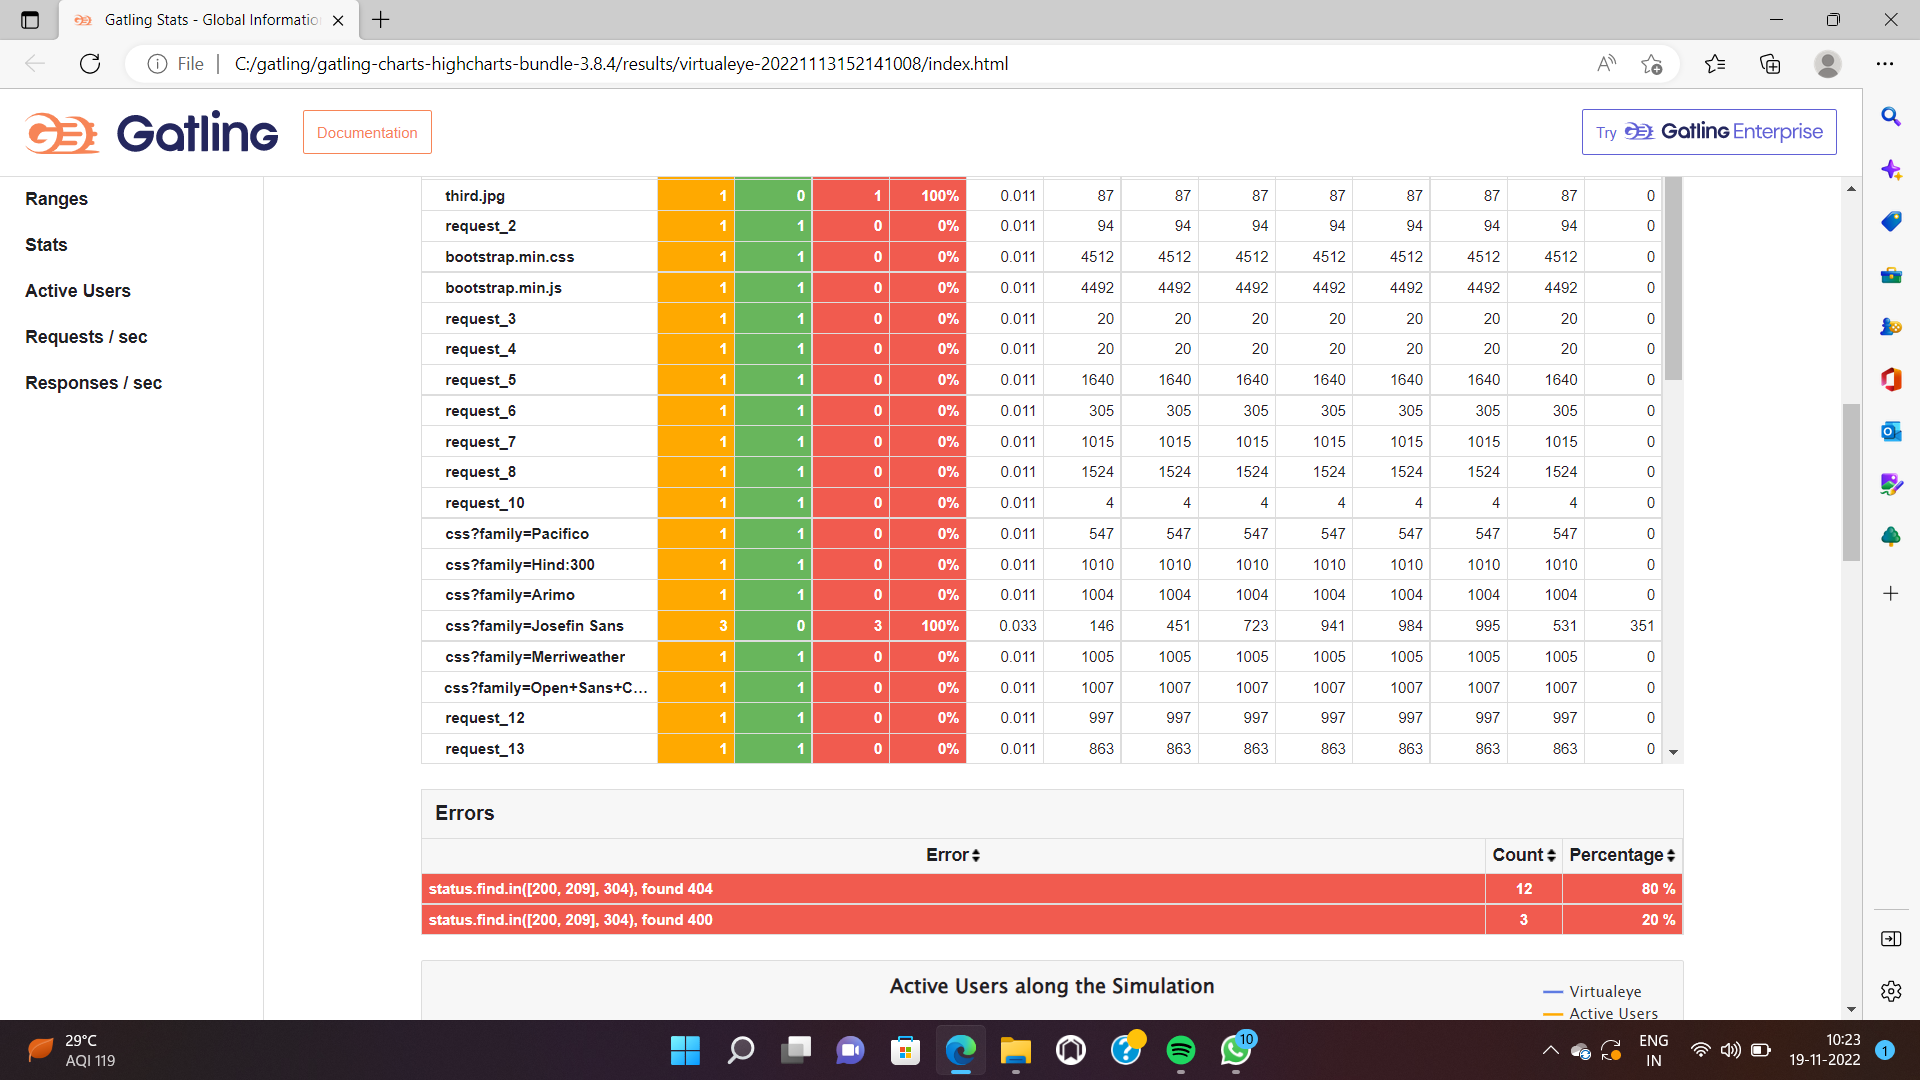 Gatling Stats - Global Informatio
File
C:/gatling/gatling-charts-highcharts-bundle-3.8.4/results/virtualeye-20221113152141008/index.html
Gatling
Documentation
Try Gatling Enterprise
Ranges
Stats
Active Users
Requests / sec
Responses / sec
third.jpg 1 0 1 100% 0.011 87 87 87 87 87 87 87 0
request_2 1 1 0 0% 0.011 94 94 94 94 94 94 94 0
bootstrap.min.css 1 1 0 0% 0.011 4512 4512 4512 4512 4512 4512 4512 0
bootstrap.min.js 1 1 0 0% 0.011 4492 4492 4492 4492 4492 4492 4492 0
request_3 1 1 0 0% 0.011 20 20 20 20 20 20 20 0
request_4 1 1 0 0% 0.011 20 20 20 20 20 20 20 0
request_5 1 1 0 0% 0.011 1640 1640 1640 1640 1640 1640 1640 0
request_6 1 1 0 0% 0.011 305 305 305 305 305 305 305 0
request_7 1 1 0 0% 0.011 1015 1015 1015 1015 1015 1015 1015 0
request_8 1 1 0 0% 0.011 1524 1524 1524 1524 1524 1524 1524 0
request_10 1 1 0 0% 0.011 4 4 4 4 4 4 4 0
css?family=Pacifico 1 1 0 0% 0.011 547 547 547 547 547 547 547 0
css?family=Hind:300 1 1 0 0% 0.011 1010 1010 1010 1010 1010 1010 1010 0
css?family=Arimo 1 1 0 0% 0.011 1004 1004 1004 1004 1004 1004 1004 0
css?family=Josefin Sans 3 0 3 100% 0.033 146 451 723 941 984 995 531 351
css?family=Merriweather 1 1 0 0% 0.011 1005 1005 1005 1005 1005 1005 1005 0
css?family=Open+Sans+C... 1 1 0 0% 0.011 1007 1007 1007 1007 1007 1007 1007 0
request_12 1 1 0 0% 0.011 997 997 997 997 997 997 997 0
request_13 1 1 0 0% 0.011 863 863 863 863 863 863 863 0
Errors
Error Count Percentage
status.find.in([200, 209], 304), found 404 12 80 %
status.find.in([200, 209], 304), found 400 3 20 %
Active Users along the Simulation
Virtualeye
Active Users
29°C
AQI 119
10
ENG
IN
10:23
19-11-2022
1